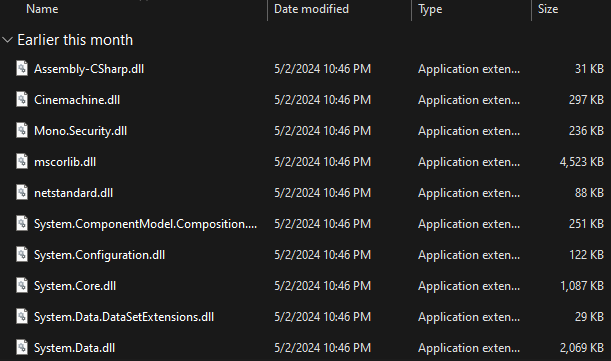 Name Date modified Type Size
Earlier this month
Assembly-CSharp.dll 5/2/2024 10:46 PM Application exten... 31 KB
Cinemachine.dll 5/2/2024 10:46 PM Application exten... 297 KB
Mono.Security.dll 5/2/2024 10:46 PM Application exten... 236 KB
mscorlib.dll 5/2/2024 10:46 PM Application exten... 4,523 KB
netstandard.dll 5/2/2024 10:46 PM Application exten... 88 KB
System.ComponentModel.Composition.... 5/2/2024 10:46 PM Application exten... 251 KB
System.Configuration.dll 5/2/2024 10:46 PM Application exten... 122 KB
System.Core.dll 5/2/2024 10:46 PM Application exten... 1,087 KB
System.Data.DataSetExtensions.dll 5/2/2024 10:46 PM Application exten... 29 KB
System.Data.dll 5/2/2024 10:46 PM Application exten... 2,069 KB